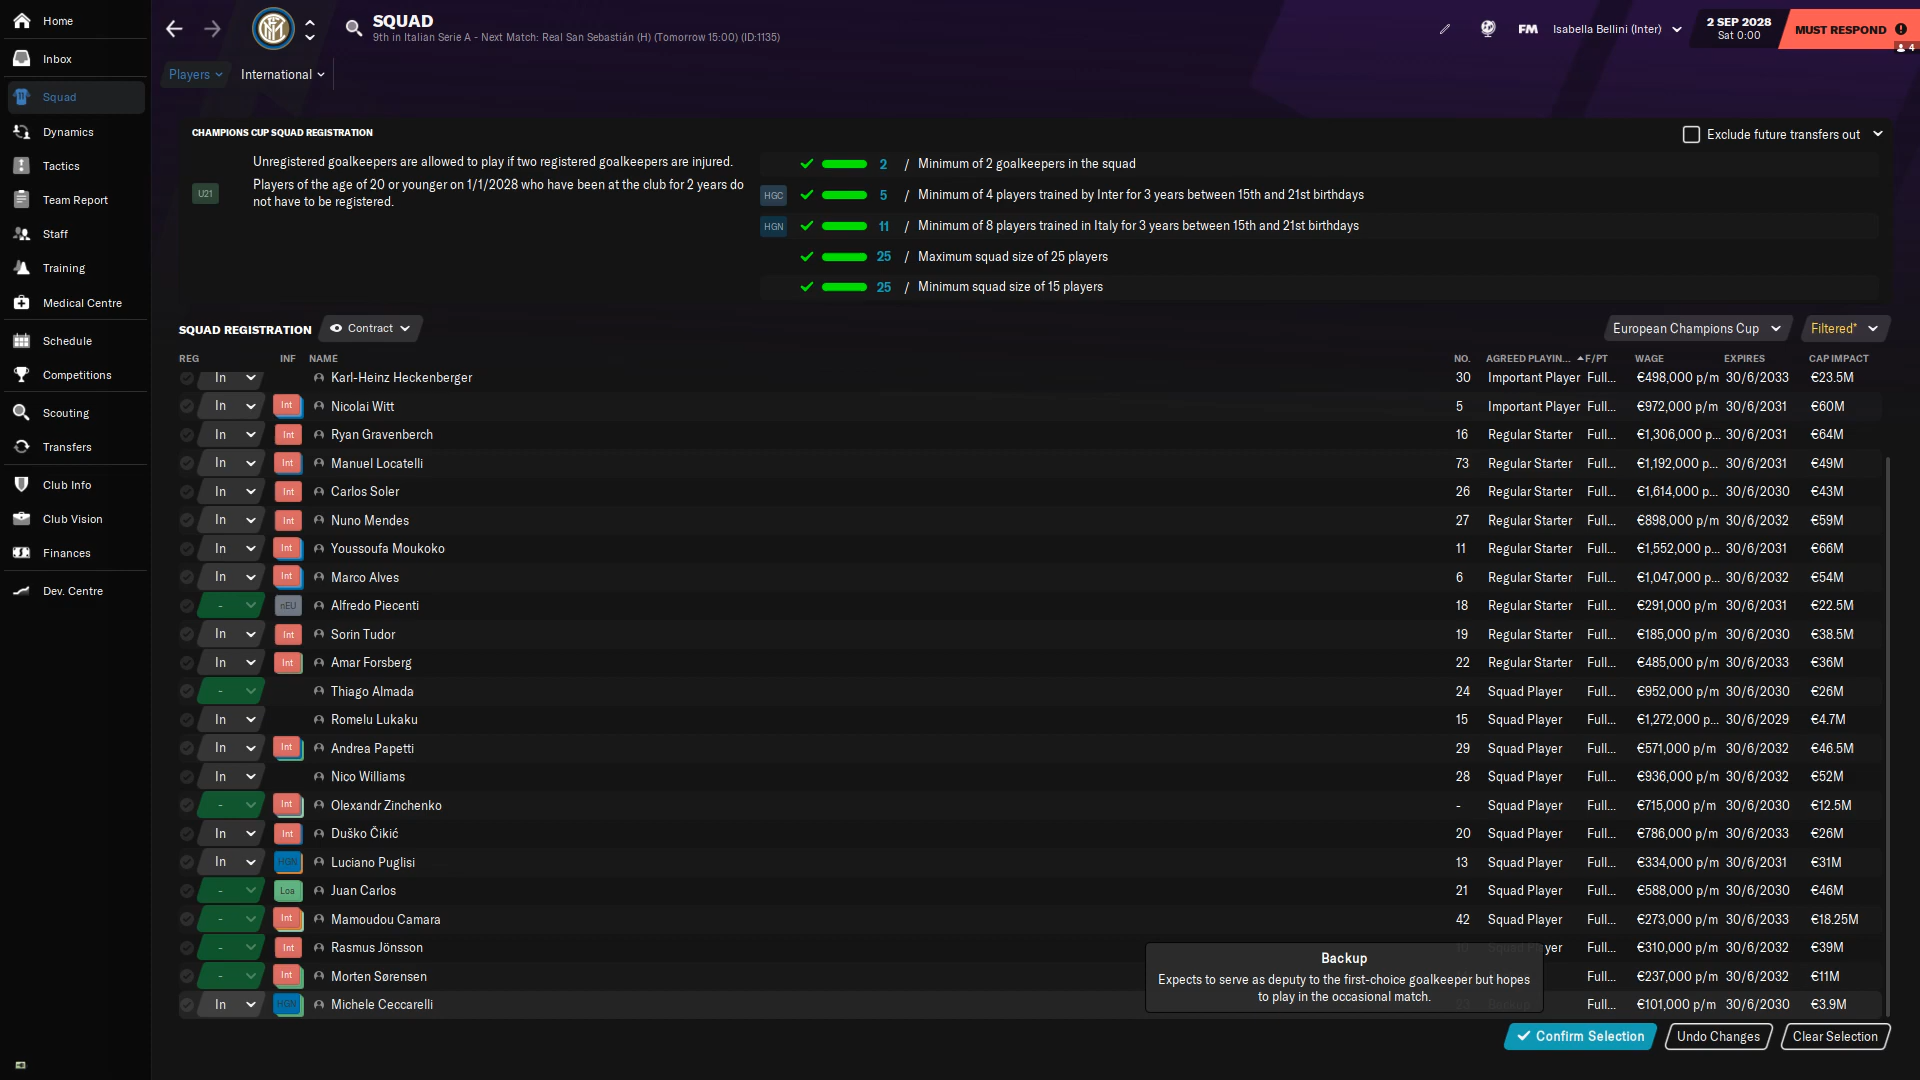 Home
Inbox
Squad
Dynamics
Tactics
Team Report
Staff
Training
Medical Centre
Schedule
Competitions
Scouting
Transfers
Club Info
Club Vision
Finances
Dev. Centre
SQUAD
9th in Italian Serie A - Next Match: Real San Sebastián (H) (Tomorrow 15:00) (ID:1135)
FM
Isabella Bellini (Inter)
2 SEP 2028
Sat 0:00
MUST RESPOND
4
Players
International
CHAMPIONS CUP SQUAD REGISTRATION
Exclude future transfers out
Unregistered goalkeepers are allowed to play if two registered goalkeepers are injured.
U21
Players of the age of 20 or younger on 1/1/2028 who have been at the club for 2 years do
not have to be registered.
2 / Minimum of 2 goalkeepers in the squad
HGC 5 / Minimum of 4 players trained by Inter for 3 years between 15th and 21st birthdays
HGN 11 / Minimum of 8 players trained in Italy for 3 years between 15th and 21st birthdays
25 / Maximum squad size of 25 players
25 / Minimum squad size of 15 players
SQUAD REGISTRATION
Contract
European Champions Cup
Filtered*
REG INF NAME NO. AGREED PLAYIN... F/PT WAGE EXPIRES CAP IMPACT
In Karl-Heinz Heckenberger 30 Important Player Full... €498,000 p/m 30/6/2033 €23.5M
In Int Nicolai Witt 5 Important Player Full... €972,000 p/m 30/6/2031 €60M
In Int Ryan Gravenberch 16 Regular Starter Full... €1,306,000 p... 30/6/2031 €64M
In Int Manuel Locatelli 73 Regular Starter Full... €1,192,000 p... 30/6/2031 €49M
In Int Carlos Soler 26 Regular Starter Full... €1,614,000 p... 30/6/2030 €43M
In Int Nuno Mendes 27 Regular Starter Full... €898,000 p/m 30/6/2032 €59M
In Int Youssoufa Moukoko 11 Regular Starter Full... €1,552,000 p... 30/6/2031 €66M
In Int Marco Alves 6 Regular Starter Full... €1,047,000 p... 30/6/2032 €54M
- nEU Alfredo Piecenti 18 Regular Starter Full... €291,000 p/m 30/6/2031 €22.5M
In Int Sorin Tudor 19 Regular Starter Full... €185,000 p/m 30/6/2030 €38.5M
In Int Amar Forsberg 22 Regular Starter Full... €485,000 p/m 30/6/2033 €36M
- Thiago Almada 24 Squad Player Full... €952,000 p/m 30/6/2030 €26M
In Romelu Lukaku 15 Squad Player Full... €1,272,000 p... 30/6/2029 €4.7M
In Int Andrea Papetti 29 Squad Player Full... €571,000 p/m 30/6/2032 €46.5M
In Nico Williams 28 Squad Player Full... €936,000 p/m 30/6/2032 €52M
- Int Olexandr Zinchenko - Squad Player Full... €715,000 p/m 30/6/2030 €12.5M
In Int Duško Čikić 20 Squad Player Full... €786,000 p/m 30/6/2033 €26M
In HGN Luciano Puglisi 13 Squad Player Full... €334,000 p/m 30/6/2031 €31M
- Loa Juan Carlos 21 Squad Player Full... €588,000 p/m 30/6/2030 €46M
- Int Mamoudou Camara 42 Squad Player Full... €273,000 p/m 30/6/2033 €18.25M
- Int Rasmus Jönsson 10 Squad Player Full... €310,000 p/m 30/6/2032 €39M
- Int Morten Sørensen Full... €237,000 p/m 30/6/2032 €11M
In HGN Michele Ceccarelli 23 Backup Full... €101,000 p/m 30/6/2030 €3.9M
Backup
Expects to serve as deputy to the first-choice goalkeeper but hopes
to play in the occasional match.
Confirm Selection
Undo Changes
Clear Selection